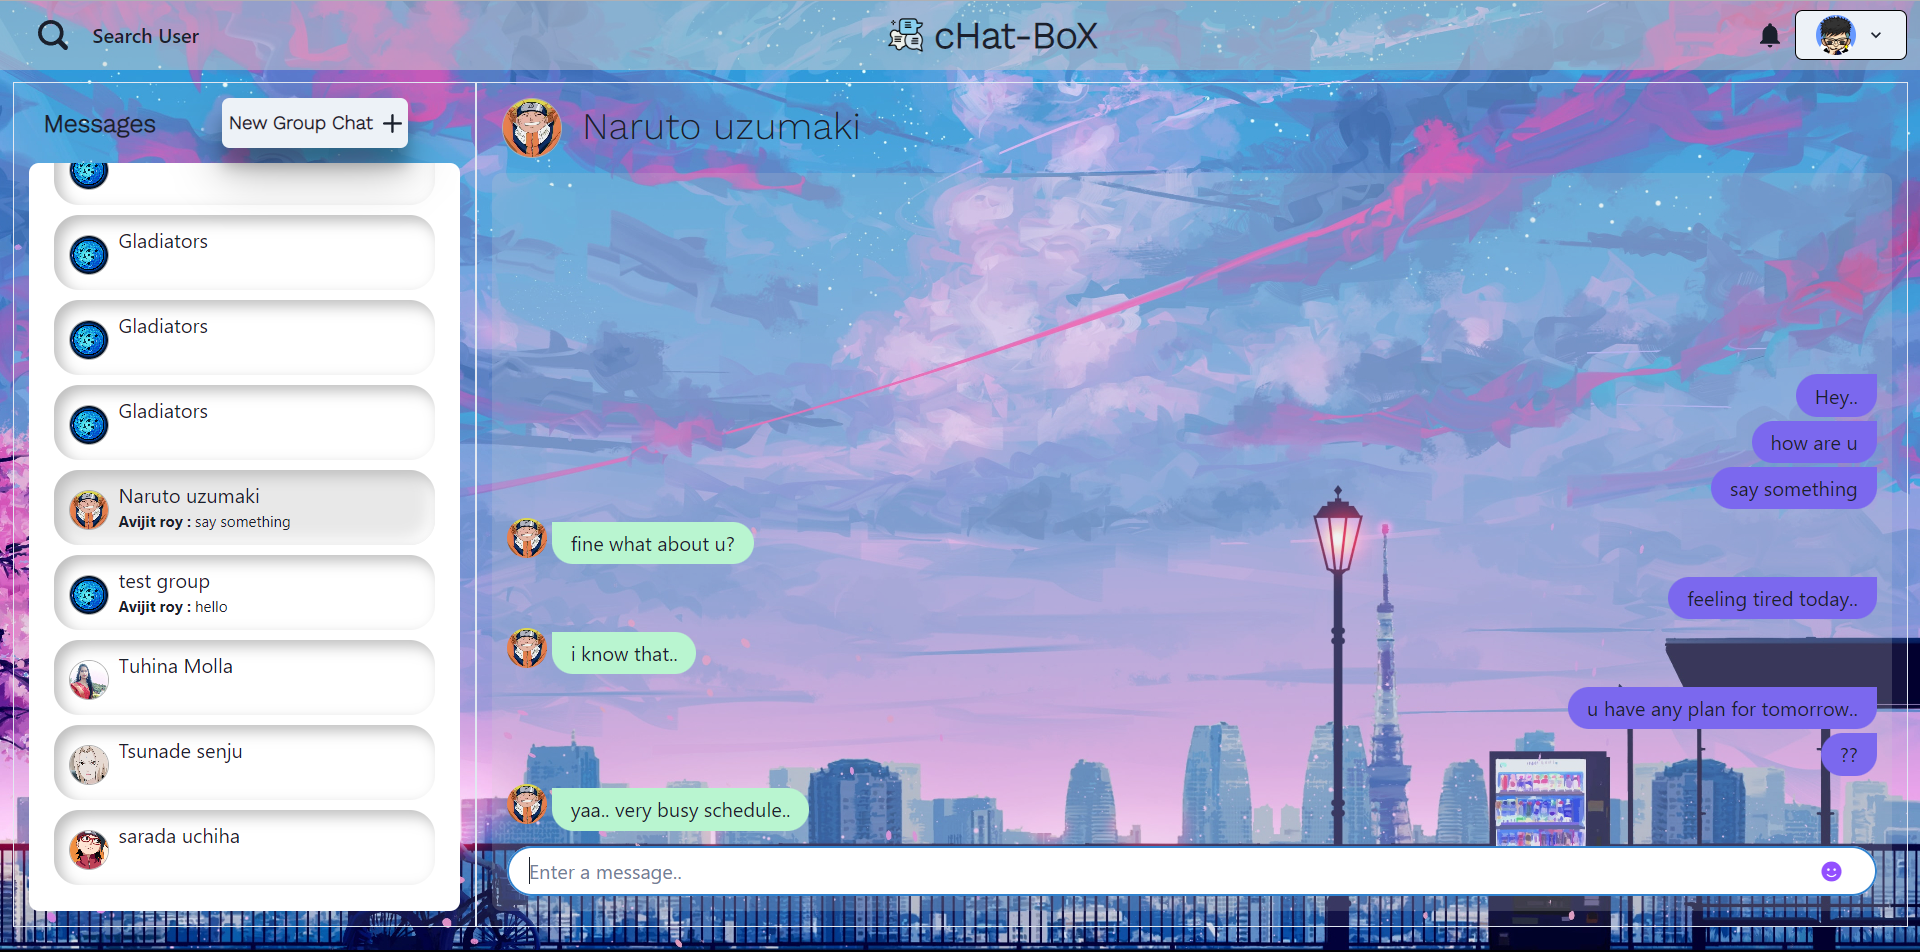 Search User
cHat-BoX
Messages
New Group Chat
Naruto uzumaki
Gladiators
Gladiators
Gladiators
Naruto uzumaki
Avijit roy : say something
test group
Avijit roy : hello
Tuhina Molla
Tsunade senju
sarada uchiha
Hey..
how are u
say something
fine what about u?
feeling tired today..
i know that..
u have any plan for tomorrow..
??
yaa.. very busy schedule..
Enter a message..